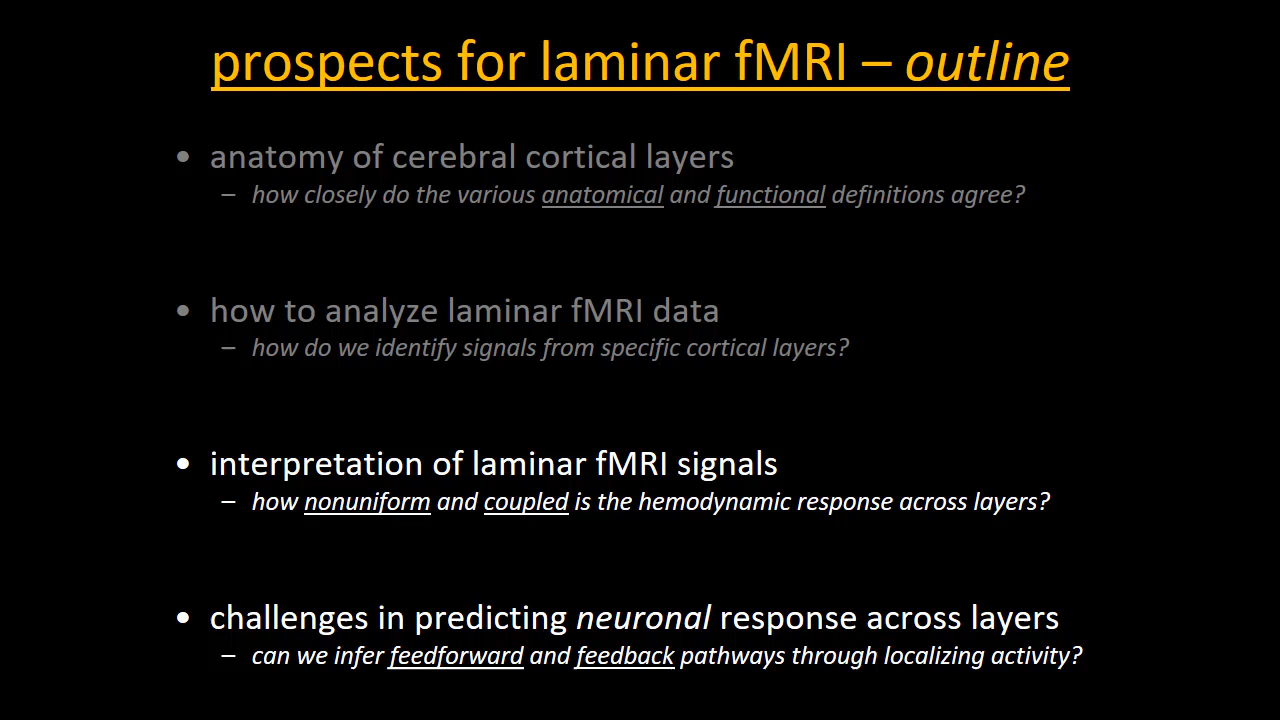 prospects for laminar fMRI – outline
• anatomy of cerebral cortical layers
– how closely do the various anatomical and functional definitions agree?
• how to analyze laminar fMRI data
– how do we identify signals from specific cortical layers?
• interpretation of laminar fMRI signals
– how nonuniform and coupled is the hemodynamic response across layers?
• challenges in predicting neuronal response across layers
– can we infer feedforward and feedback pathways through localizing activity?